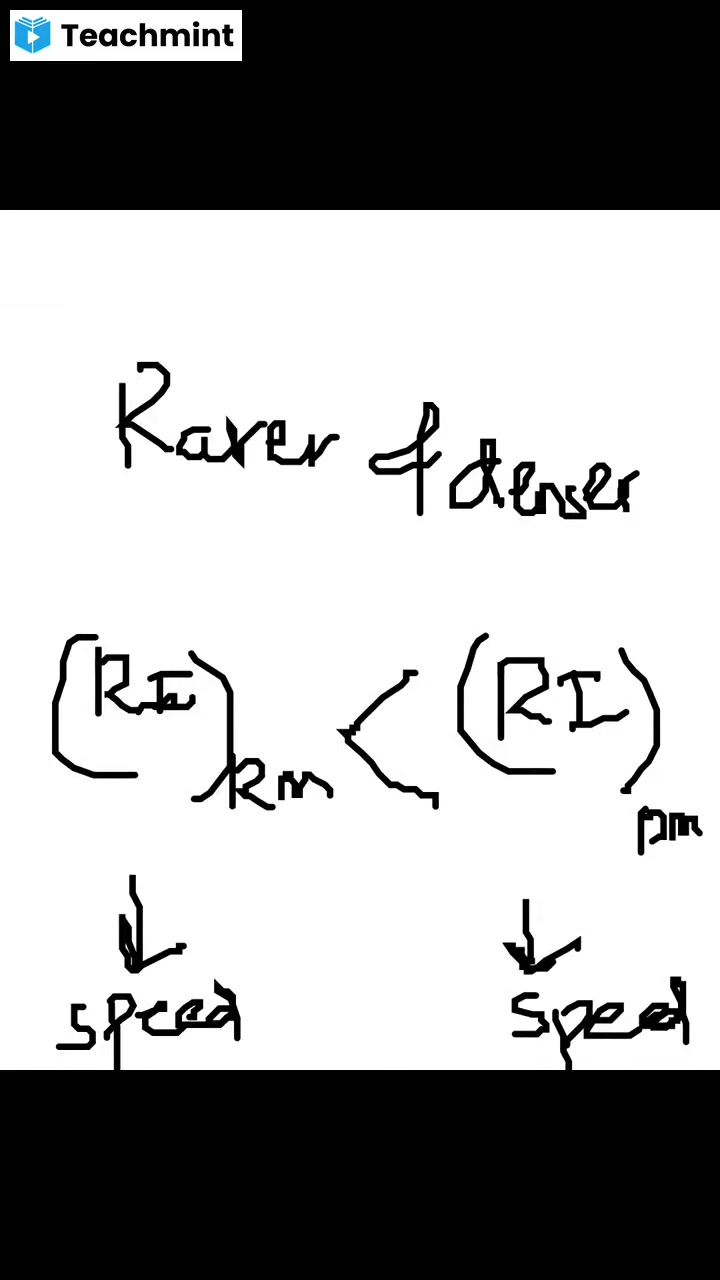 Teachmint
Rarer & denser
(RI)Rm < (RI)Dm
speed speed